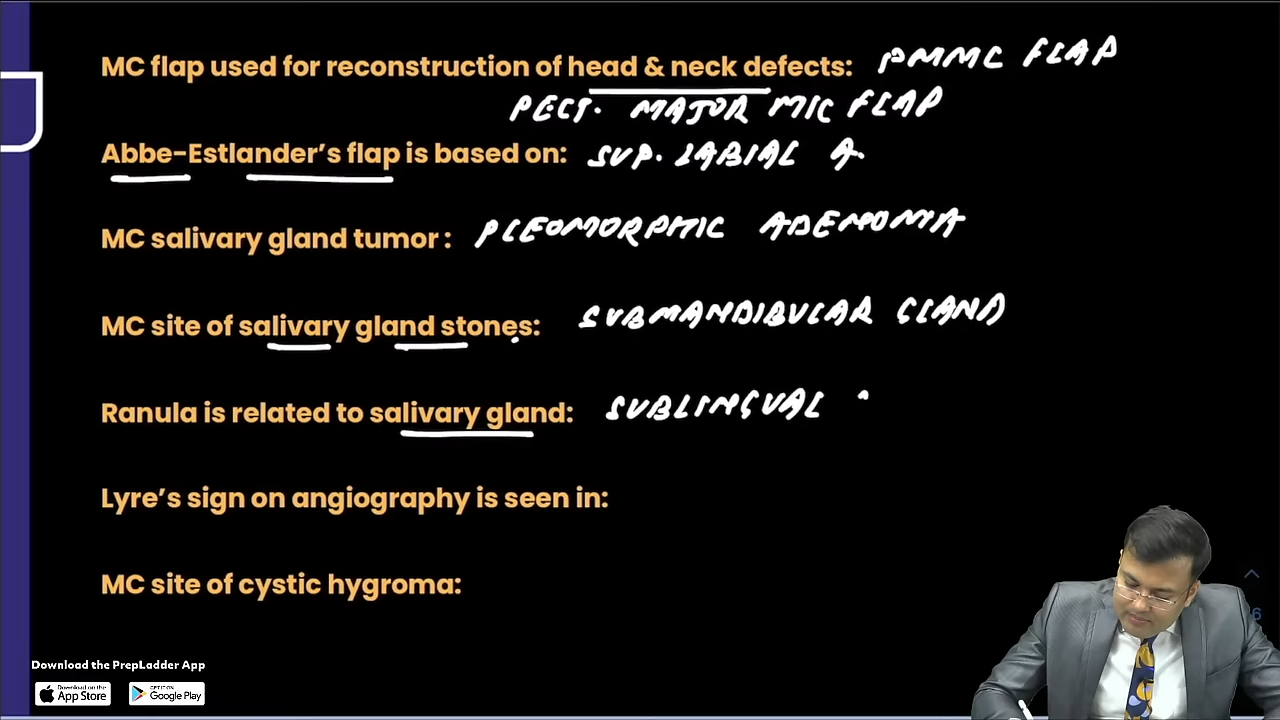 MC flap used for reconstruction of head & neck defects: PMMC FLAP
PECT. MAJOR M/C FLAP
Abbe-Estlander's flap is based on: SUP. LABIAL A.
MC salivary gland tumor : PLEOMORPHIC ADENOMA
MC site of salivary gland stones: SUBMANDIBULAR GLAND
Ranula is related to salivary gland: SUBLINGUAL
Lyre's sign on angiography is seen in:
MC site of cystic hygroma:
6
Download the PrepLadder App
Download on the App Store
GET IT ON Google Play